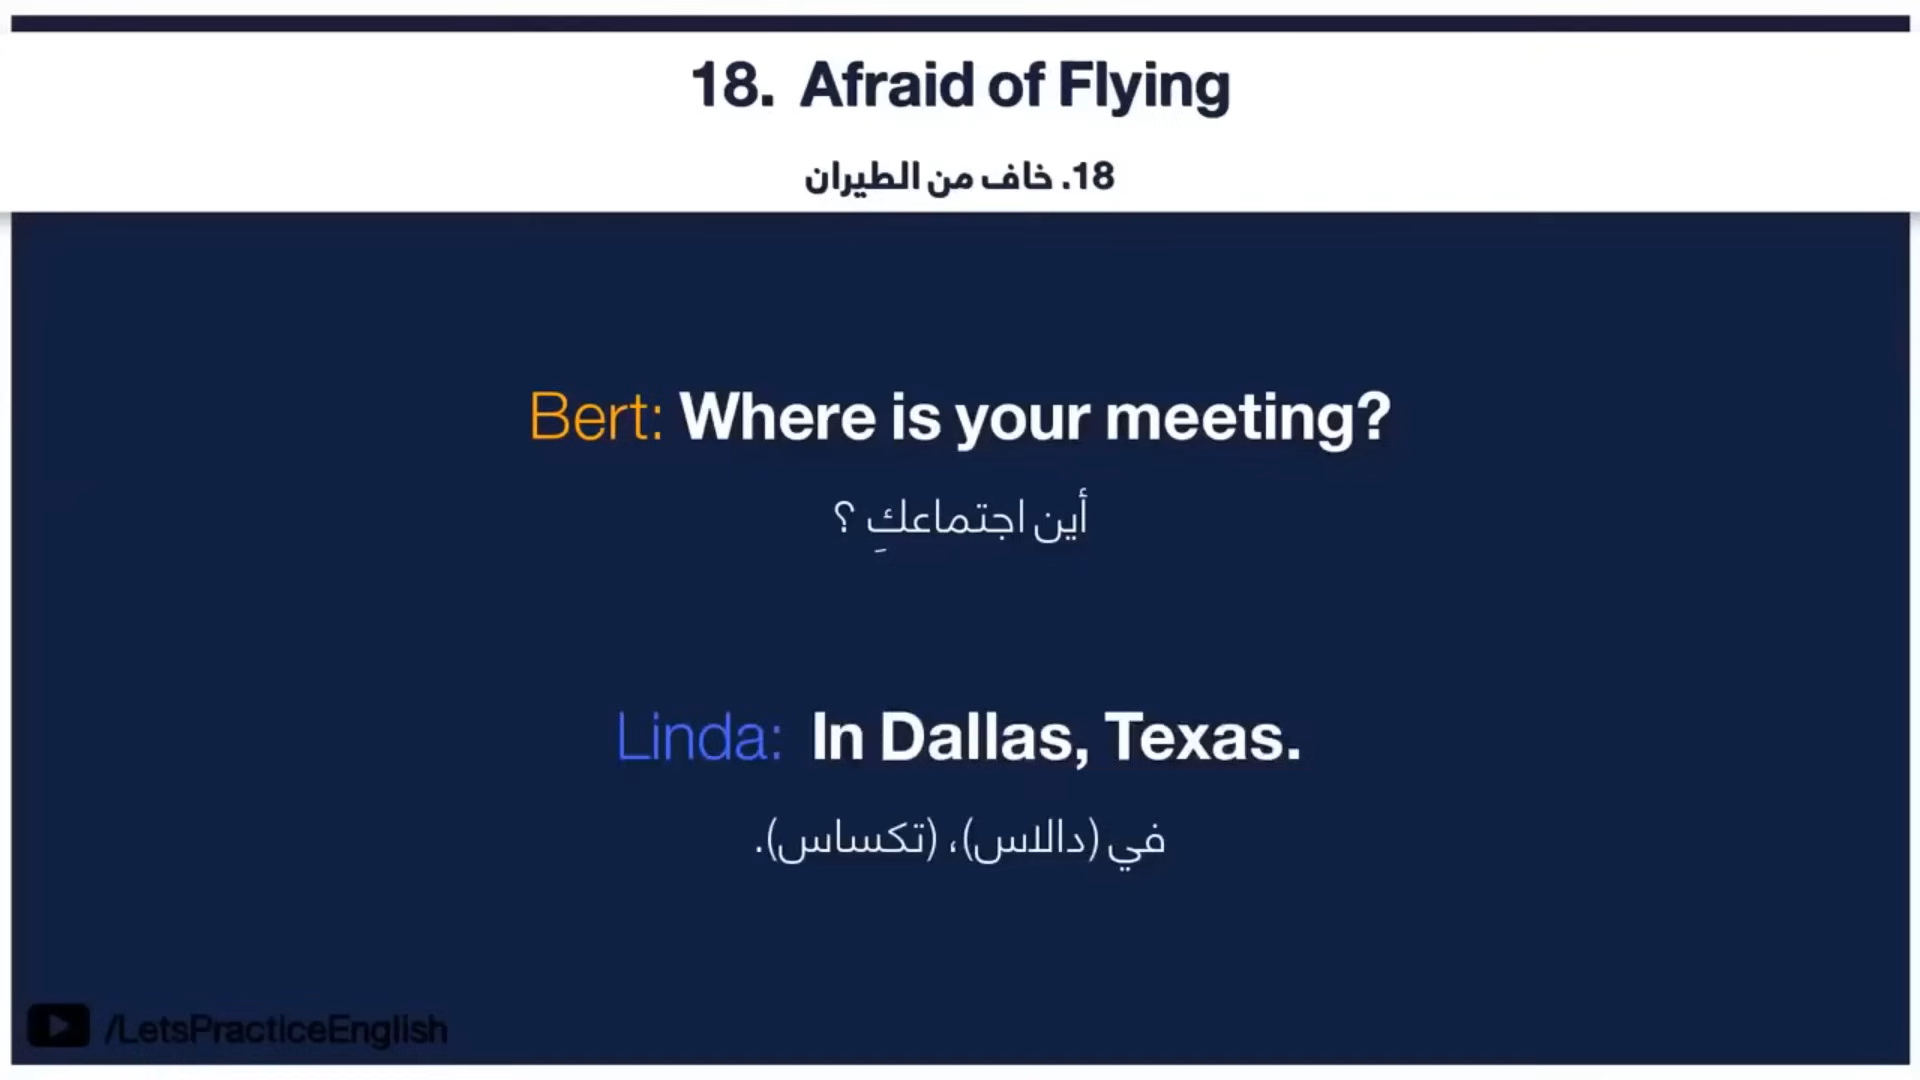 18. Afraid of Flying
18. خاف من الطيران
Bert: Where is your meeting?
أين اجتماعكِ ؟
Linda: In Dallas, Texas.
في (دالاس)، (تكساس).
/LetsPracticeEnglish